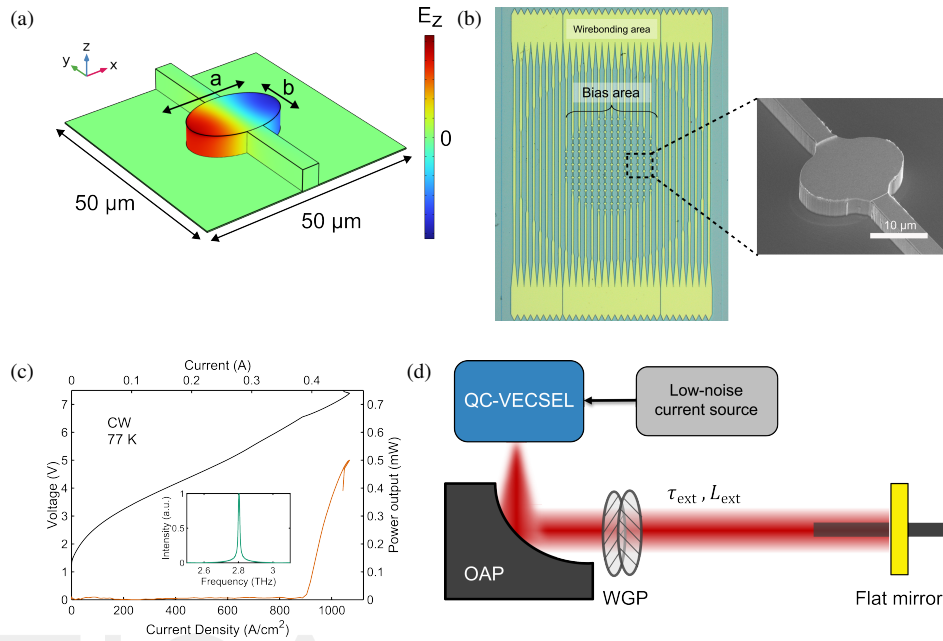 (a)
E_z
0
z
y
x
a
b
50 µm
50 µm
(b)
Wirebonding area
Bias area
10 µm
(c)
Current (A)
0 0.1 0.2 0.3 0.4
CW
77 K
Voltage (V)
7
6
5
4
3
2
1
0
Power output (mW)
0.7
0.6
0.5
0.4
0.3
0.2
0.1
0
Intensity (a.u.)
1
0.5
0
2.6 2.8 3
Frequency (THz)
0 200 400 600 800 1000
Current Density (A/cm²)
(d)
QC-VECSEL
Low-noise
current source
τ_ext , L_ext
OAP
WGP
Flat mirror